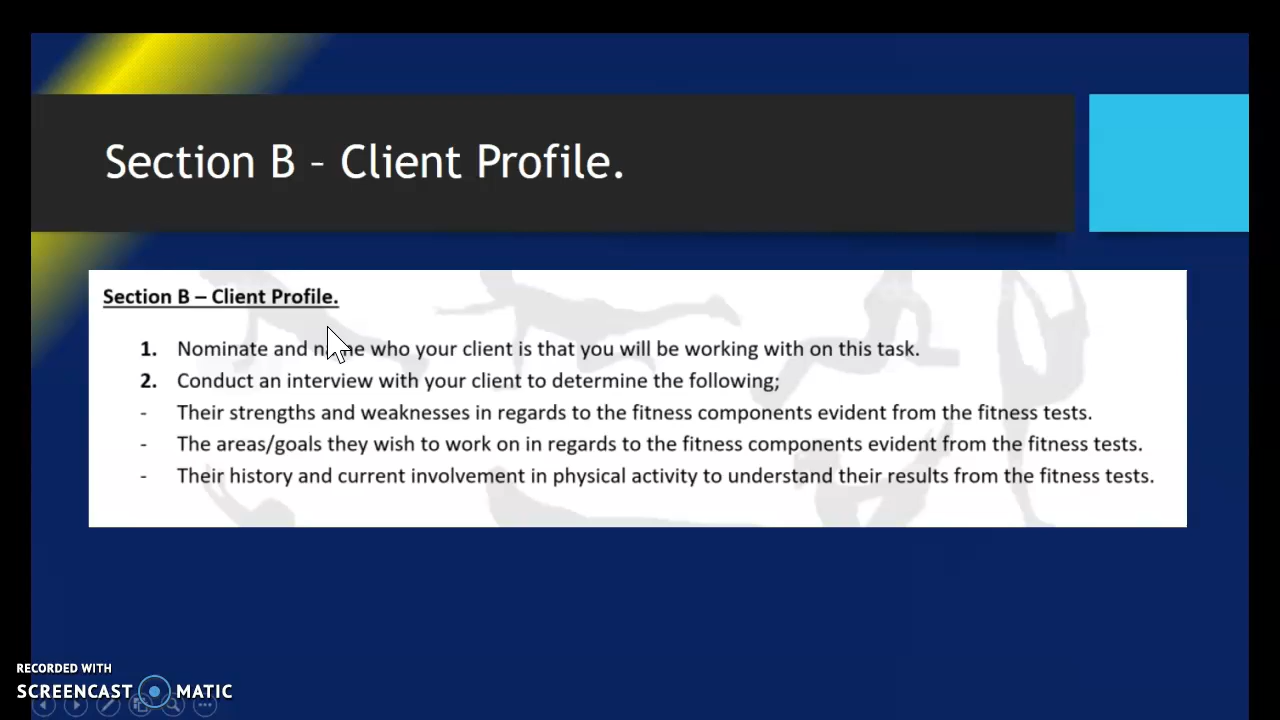 Section B – Client Profile.
Section B – Client Profile.
1. Nominate and name who your client is that you will be working with on this task.
2. Conduct an interview with your client to determine the following;
- Their strengths and weaknesses in regards to the fitness components evident from the fitness tests.
- The areas/goals they wish to work on in regards to the fitness components evident from the fitness tests.
- Their history and current involvement in physical activity to understand their results from the fitness tests.
RECORDED WITH
SCREENCAST MATIC